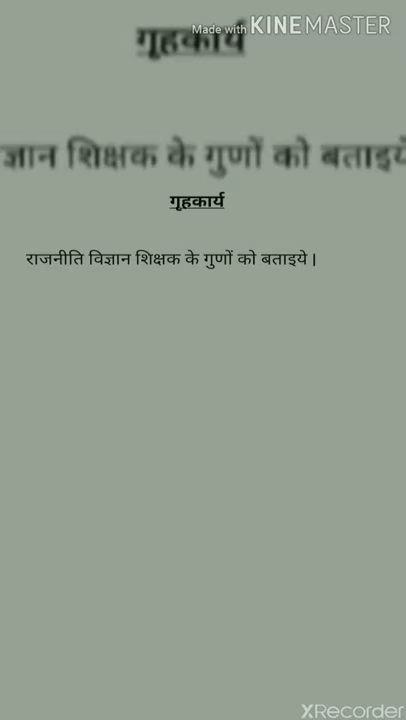 गृहकार्य
Made with KINEMASTER
ज्ञान शिक्षक के गुणों को बताइये
गृहकार्य
राजनीति विज्ञान शिक्षक के गुणों को बताइये |
XRecorder